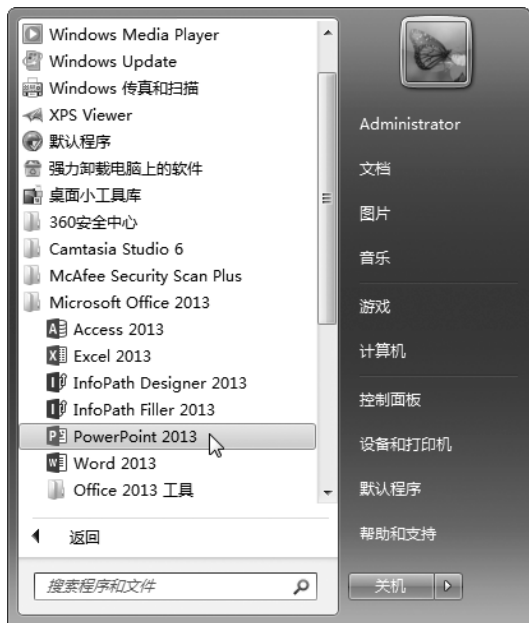 Windows Media Player
Windows Update
Windows 传真和扫描
XPS Viewer
默认程序
强力卸载电脑上的软件
桌面小工具库
360安全中心
Camtasia Studio 6
McAfee Security Scan Plus
Microsoft Office 2013
Access 2013
Excel 2013
InfoPath Designer 2013
InfoPath Filler 2013
PowerPoint 2013
Word 2013
Office 2013 工具
返回
搜索程序和文件
Administrator
文档
图片
音乐
游戏
计算机
控制面板
设备和打印机
默认程序
帮助和支持
关机